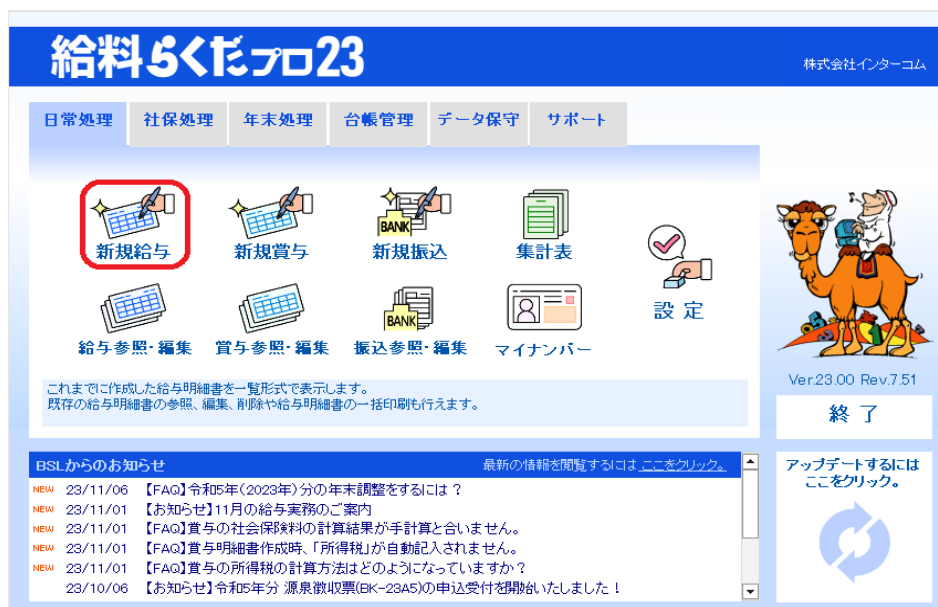 給料らくだプロ23
株式会社インターコム
日常処理 社保処理 年末処理 台帳管理 データ保守 サポート
新規給与 新規賞与 新規振込 集計表
BANK
設定
BANK
給与参照・編集 賞与参照・編集 振込参照・編集 マイナンバー
これまでに作成した給与明細書を一覧形式で表示します。
既存の給与明細書の参照、編集、削除や給与明細書の一括印刷も行えます。
Ver.23.00 Rev.7.51
終了
BSLからのお知らせ 最新の情報を閲覧するには ここをクリック。
NEW 23/11/06 【FAQ】令和5年(2023年)分の年末調整をするには？
NEW 23/11/01 【お知らせ】11月の給与実務のご案内
NEW 23/11/01 【FAQ】賞与の社会保険料の計算結果が手計算と合いません。
NEW 23/11/01 【FAQ】賞与明細書作成時、「所得税」が自動記入されません。
NEW 23/11/01 【FAQ】賞与の所得税の計算方法はどのようになっていますか？
23/10/06 【お知らせ】令和5年分 源泉徴収票(BK-23A5)の申込受付を開始いたしました！
アップデートするには
ここをクリック。